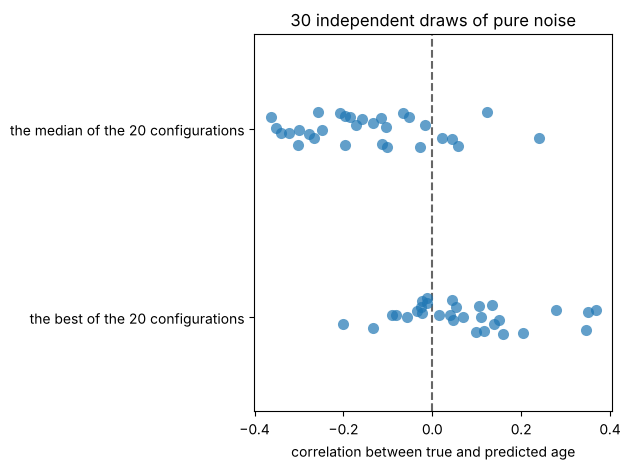 30 independent draws of pure noise
the median of the 20 configurations
the best of the 20 configurations
−0.4 −0.2 0.0 0.2 0.4
correlation between true and predicted age